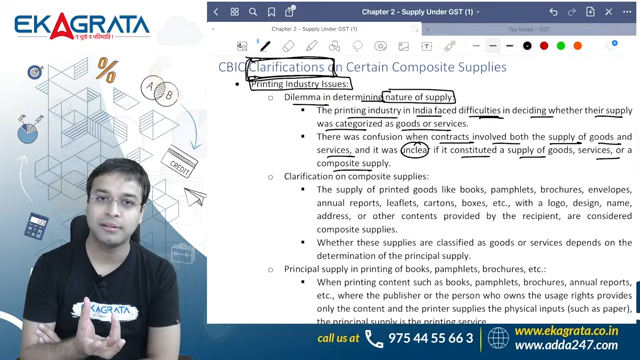 EKAGRATA
Chapter 2 - Supply Under GST (1)
Chapter 2 - Supply Under GST (1)
Tax Notes - GST (1)
CBIC Clarifications on Certain Composite Supplies
• Printing Industry Issues:
Dilemma in determining nature of supply:
The printing industry in India faced difficulties in deciding whether their supply
was categorized as goods or services.
There was confusion when contracts involved both the supply of goods and
services, and it was unclear if it constituted a supply of goods, services, or a
composite supply.
Clarification on composite supplies:
The supply of printed goods like books, pamphlets, brochures, envelopes,
annual reports, leaflets, cartons, boxes, etc., with a logo, design, name,
address, or other contents provided by the recipient, are considered
composite supplies.
Whether these supplies are classified as goods or services depends on the
determination of the principal supply.
Principal supply in printing of books, pamphlets, brochures, etc.:
When printing content such as books, pamphlets, brochures, annual reports,
etc., where the publisher or the person who owns the usage rights provides
only the content and the printer supplies the physical inputs (such as paper),
the principal supply is the printing service.
A
B
%
CREDIT
EKAGRATA
call us at
975 44 55 66 3
www.ekagrata.co.in
www.adda247.com